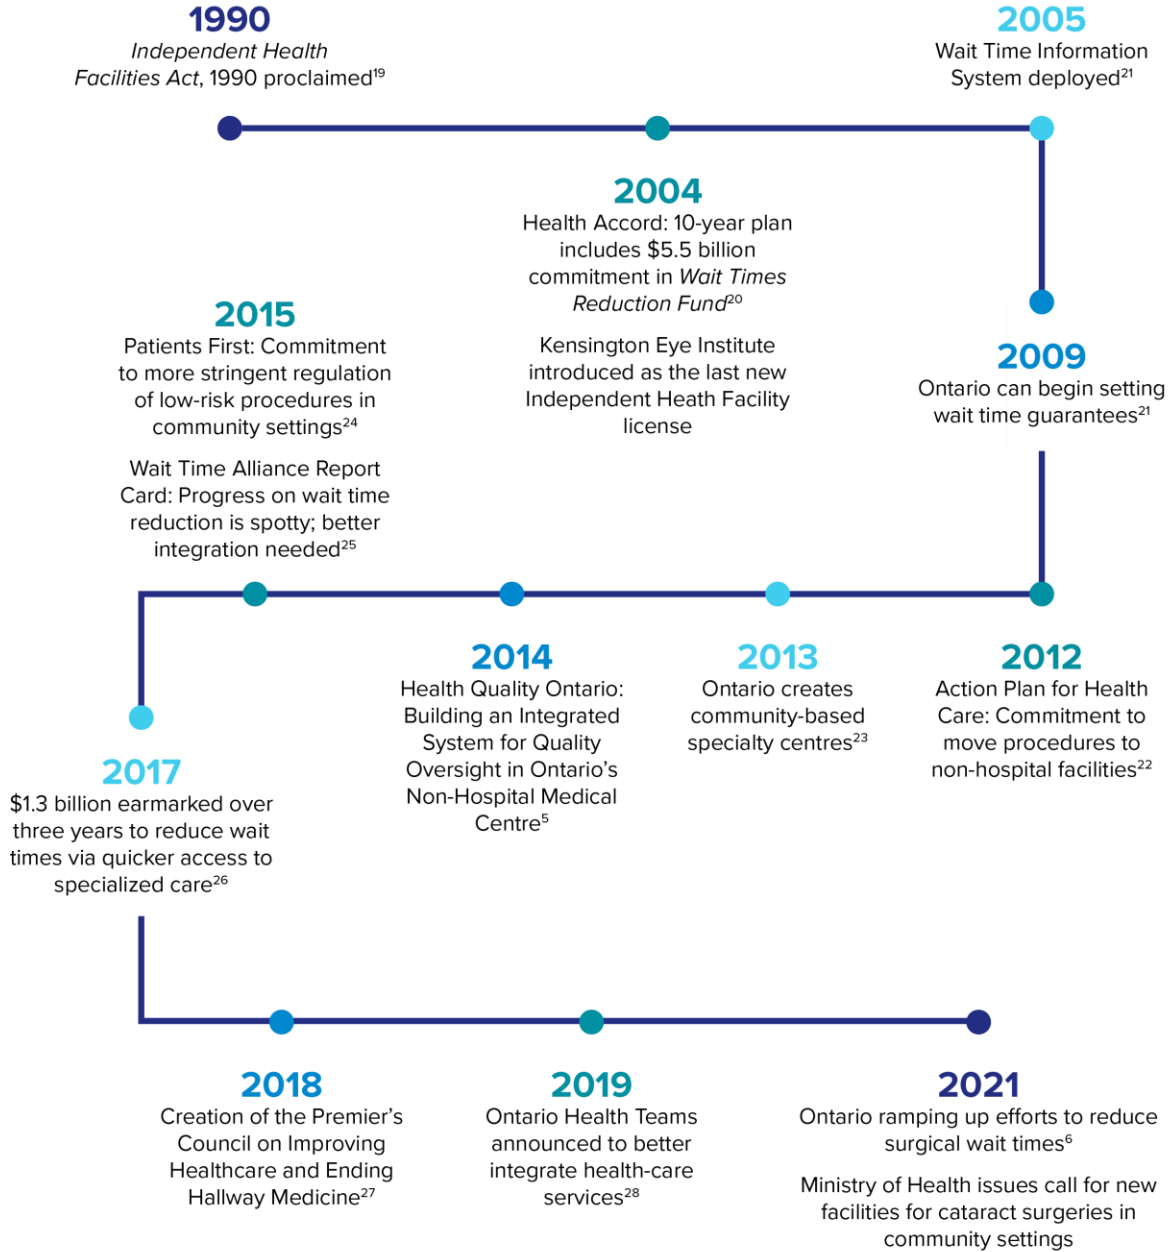 1990
Independent Health
Facilities Act, 1990 proclaimed¹⁹
2004
Health Accord: 10-year plan
includes $5.5 billion
commitment in Wait Times
Reduction Fund²⁰
Kensington Eye Institute
introduced as the last new
Independent Heath Facility
license
2005
Wait Time Information
System deployed²¹
2009
Ontario can begin setting
wait time guarantees²¹
2012
Action Plan for Health
Care: Commitment to
move procedures to
non-hospital facilities²²
2013
Ontario creates
community-based
specialty centres²³
2014
Health Quality Ontario:
Building an Integrated
System for Quality
Oversight in Ontario’s
Non-Hospital Medical
Centre⁵
2015
Patients First: Commitment
to more stringent regulation
of low-risk procedures in
community settings²⁴
Wait Time Alliance Report
Card: Progress on wait time
reduction is spotty; better
integration needed²⁵
2017
$1.3 billion earmarked over
three years to reduce wait
times via quicker access to
specialized care²⁶
2018
Creation of the Premier’s
Council on Improving
Healthcare and Ending
Hallway Medicine²⁷
2019
Ontario Health Teams
announced to better
integrate health-care
services²⁸
2021
Ontario ramping up efforts to reduce
surgical wait times⁶
Ministry of Health issues call for new
facilities for cataract surgeries in
community settings